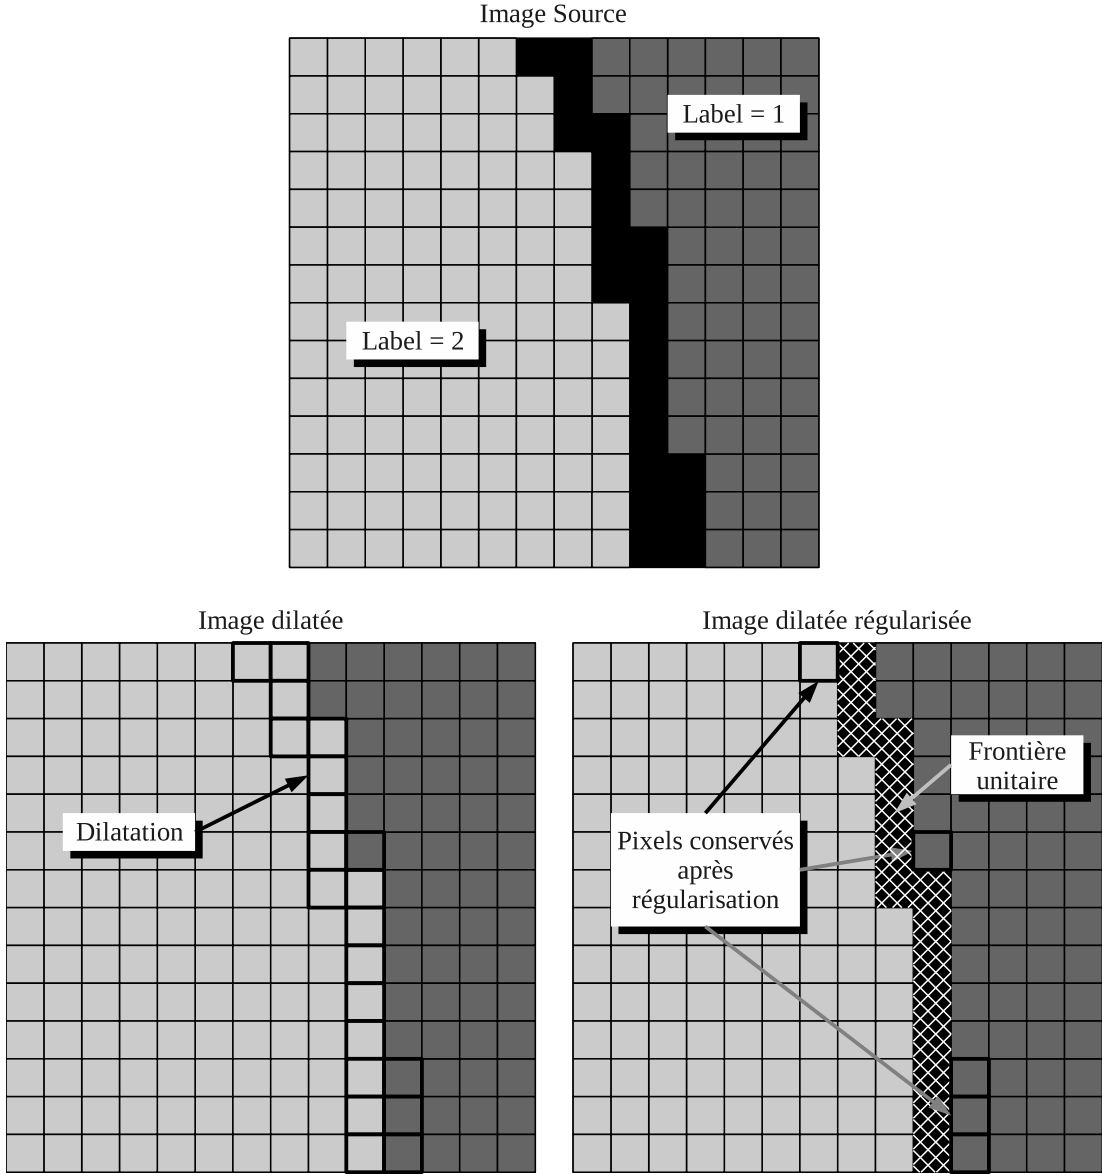 Image Source
Label = 1
Label = 2
Image dilatée
Dilatation
Image dilatée régularisée
Frontière
unitaire
Pixels conservés
après
régularisation